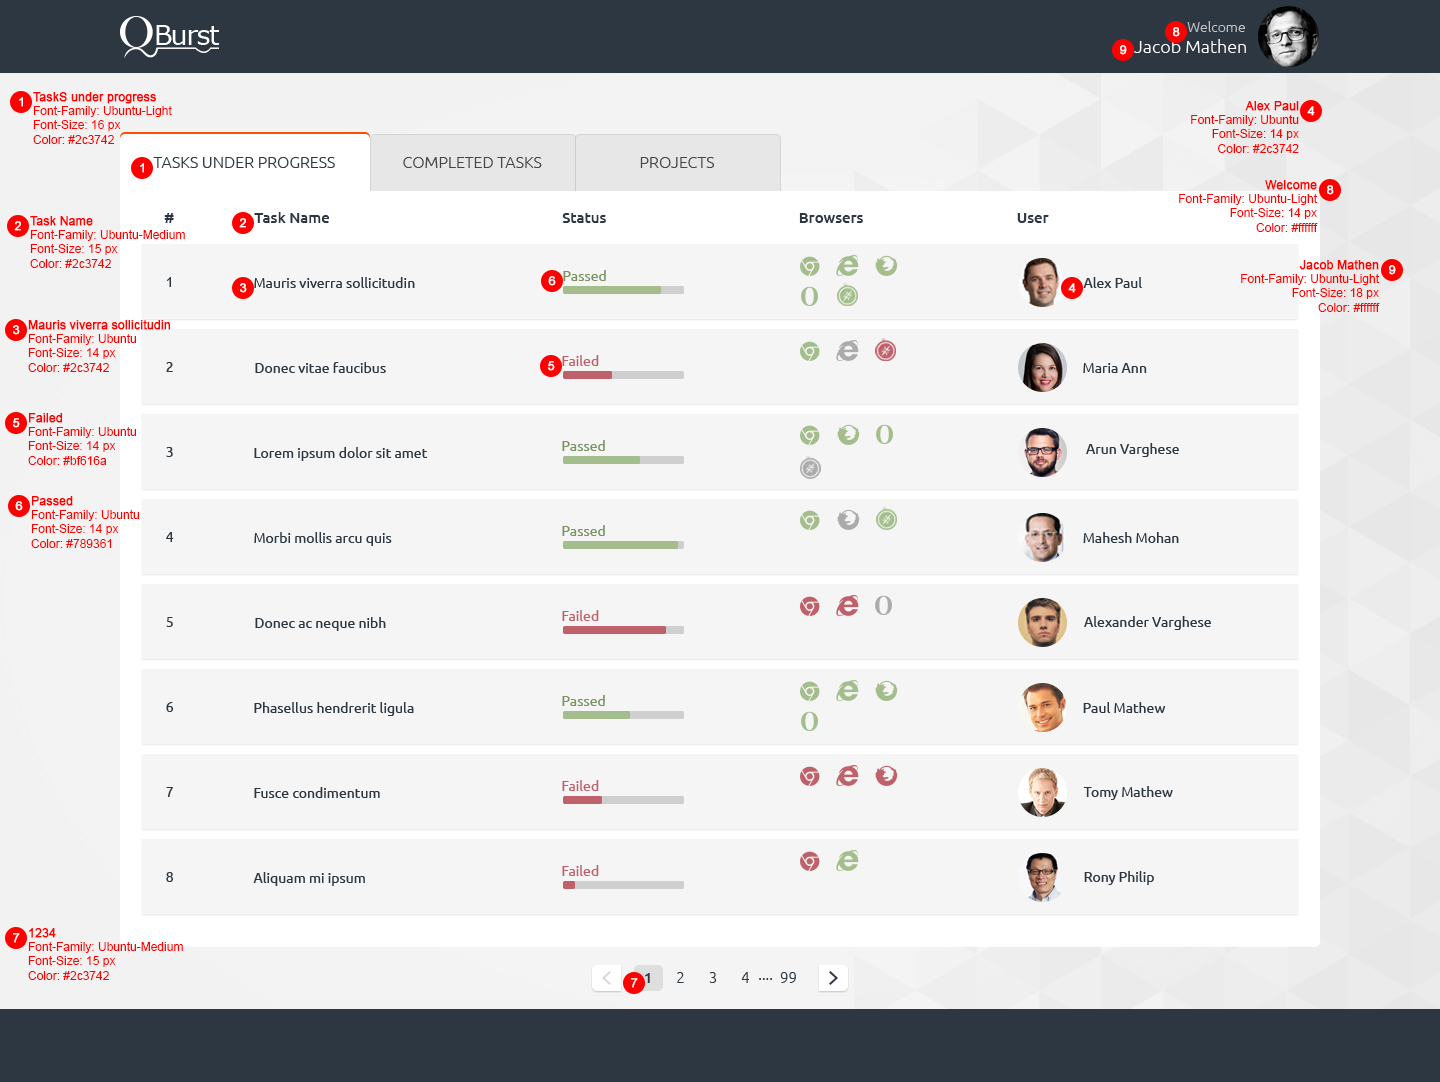 QBurst
8 Welcome
9 Jacob Mathen
1 TaskS under progress
Font-Family: Ubuntu-Light
Font-Size: 16 px
Color: #2c3742
Alex Paul 4
Font-Family: Ubuntu
Font-Size: 14 px
Color: #2c3742
1 TASKS UNDER PROGRESS
COMPLETED TASKS
PROJECTS
Welcome 8
Font-Family: Ubuntu-Light
Font-Size: 14 px
Color: #ffffff
2 Task Name
Font-Family: Ubuntu-Medium
Font-Size: 15 px
Color: #2c3742
# 2 Task Name Status Browsers User
Jacob Mathen 9
Font-Family: Ubuntu-Light
Font-Size: 18 px
Color: #ffffff
1 3 Mauris viverra sollicitudin 6 Passed 4 Alex Paul
3 Mauris viverra sollicitudin
Font-Family: Ubuntu
Font-Size: 14 px
Color: #2c3742
2 Donec vitae faucibus 5 Failed Maria Ann
5 Failed
Font-Family: Ubuntu
Font-Size: 14 px
Color: #bf616a
3 Lorem ipsum dolor sit amet Passed Arun Varghese
6 Passed
Font-Family: Ubuntu
Font-Size: 14 px
Color: #789361
4 Morbi mollis arcu quis Passed Mahesh Mohan
5 Donec ac neque nibh Failed Alexander Varghese
6 Phasellus hendrerit ligula Passed Paul Mathew
7 Fusce condimentum Failed Tomy Mathew
8 Aliquam mi ipsum Failed Rony Philip
7 1234
Font-Family: Ubuntu-Medium
Font-Size: 15 px
Color: #2c3742
< 7 1 2 3 4 .... 99 >